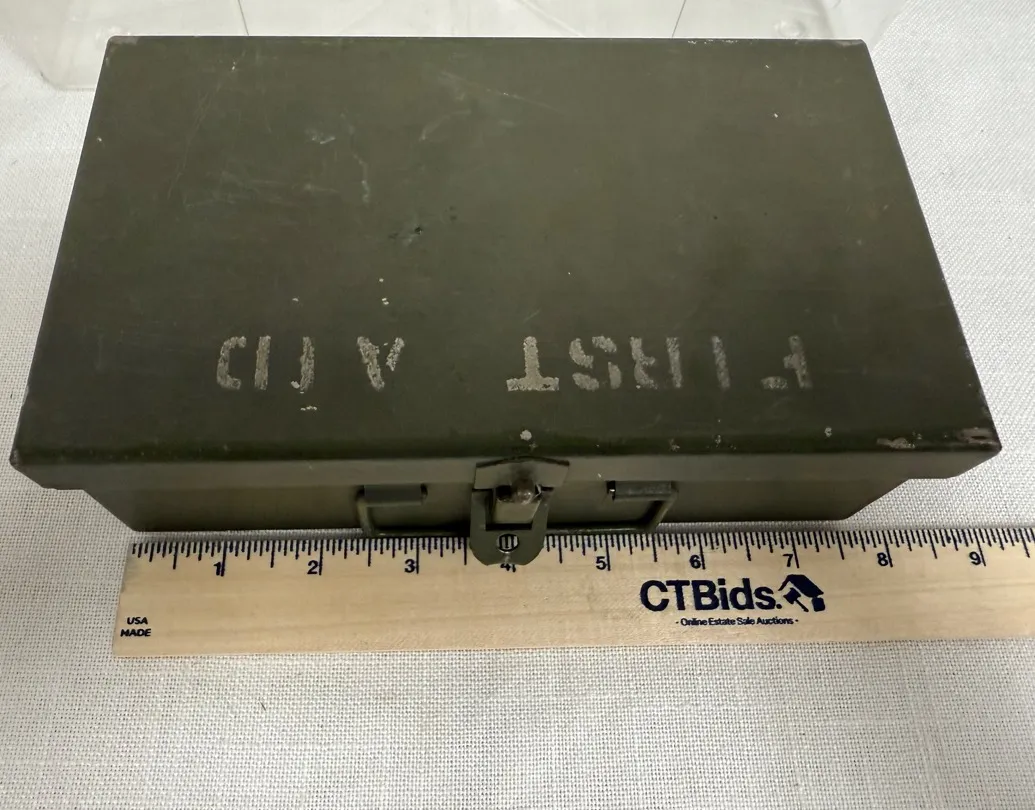 FIRST AID
1 2 3 4 5 6 7 8 9
CTBids.
- Online Estate Sale Auctions -
USA
MADE